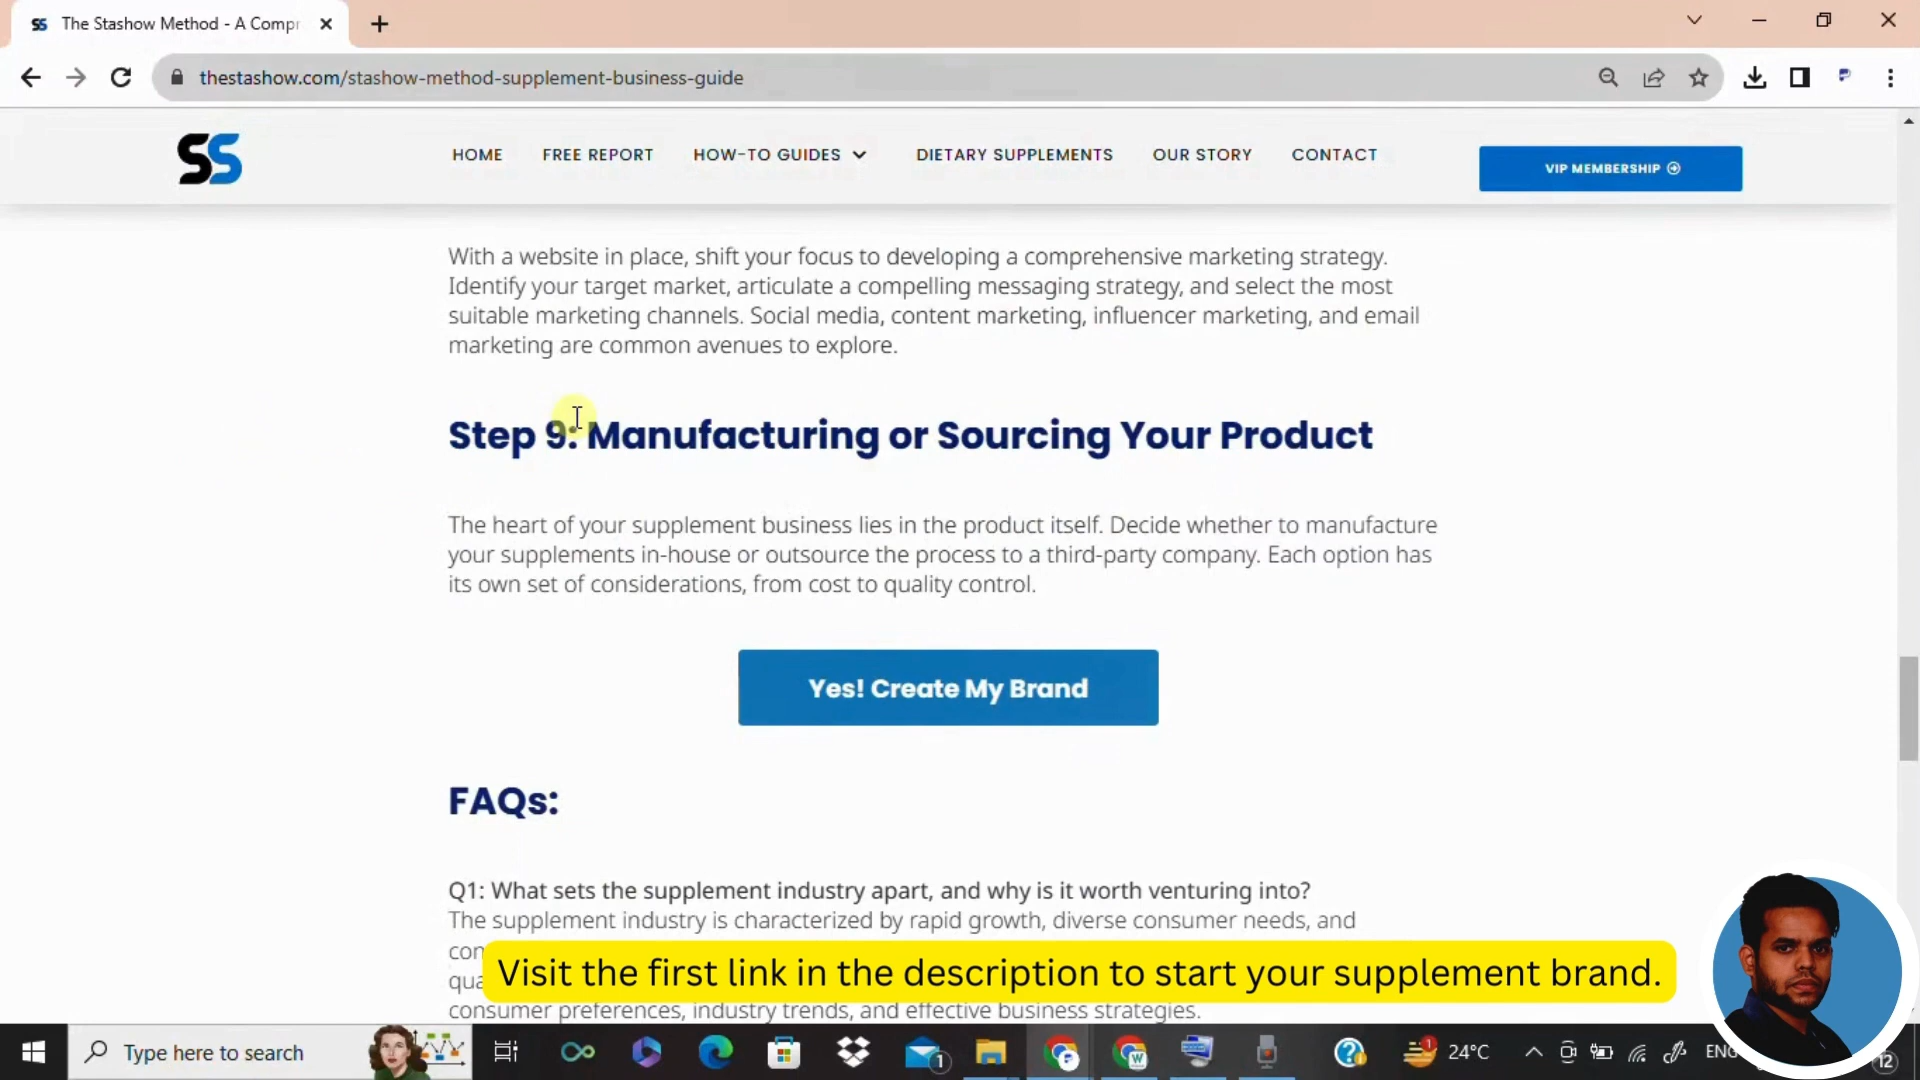 The Stashow Method - A Compr
thestashow.com/stashow-method-supplement-business-guide
SS
HOME
FREE REPORT
HOW-TO GUIDES
DIETARY SUPPLEMENTS
OUR STORY
CONTACT
VIP MEMBERSHIP
With a website in place, shift your focus to developing a comprehensive marketing strategy.
Identify your target market, articulate a compelling messaging strategy, and select the most
suitable marketing channels. Social media, content marketing, influencer marketing, and email
marketing are common avenues to explore.
Step 9: Manufacturing or Sourcing Your Product
The heart of your supplement business lies in the product itself. Decide whether to manufacture
your supplements in-house or outsource the process to a third-party company. Each option has
its own set of considerations, from cost to quality control.
Yes! Create My Brand
FAQs:
Q1: What sets the supplement industry apart, and why is it worth venturing into?
The supplement industry is characterized by rapid growth, diverse consumer needs, and
Visit the first link in the description to start your supplement brand.
consumer preferences, industry trends, and effective business strategies.
Type here to search
1
1
24°C
ENG
12